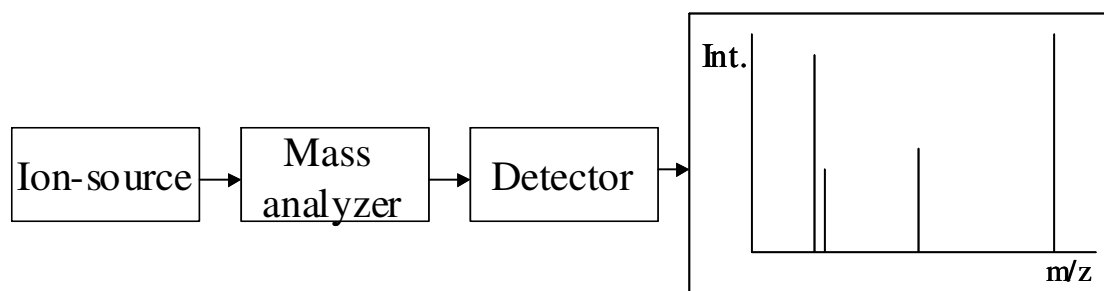 Ion-source
Mass
analyzer
Detector
Int.
m/z